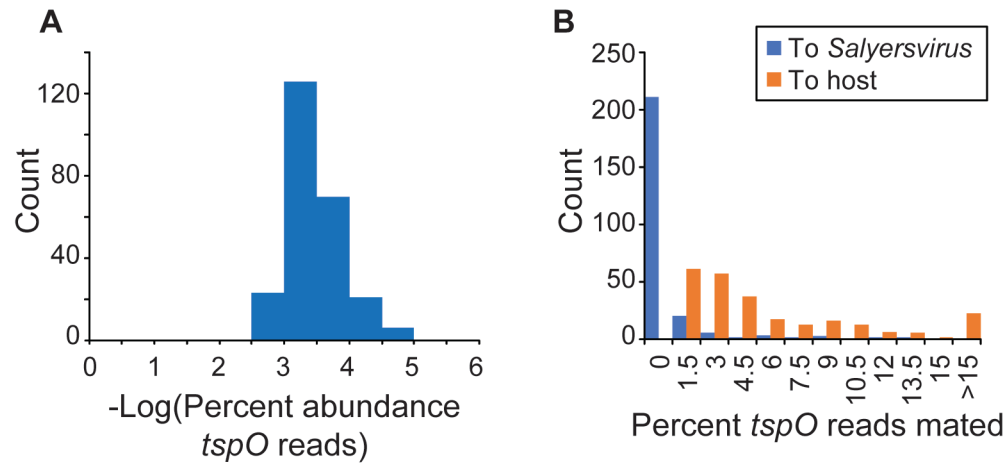 A
120
80
40
0
Count
0 1 2 3 4 5 6
-Log(Percent abundance
tspO reads)
B
To Salyersvirus
To host
250
200
150
100
50
0
Count
0 1.5 3 4.5 6 7.5 9 10.5 12 13.5 15 >15
Percent tspO reads mated